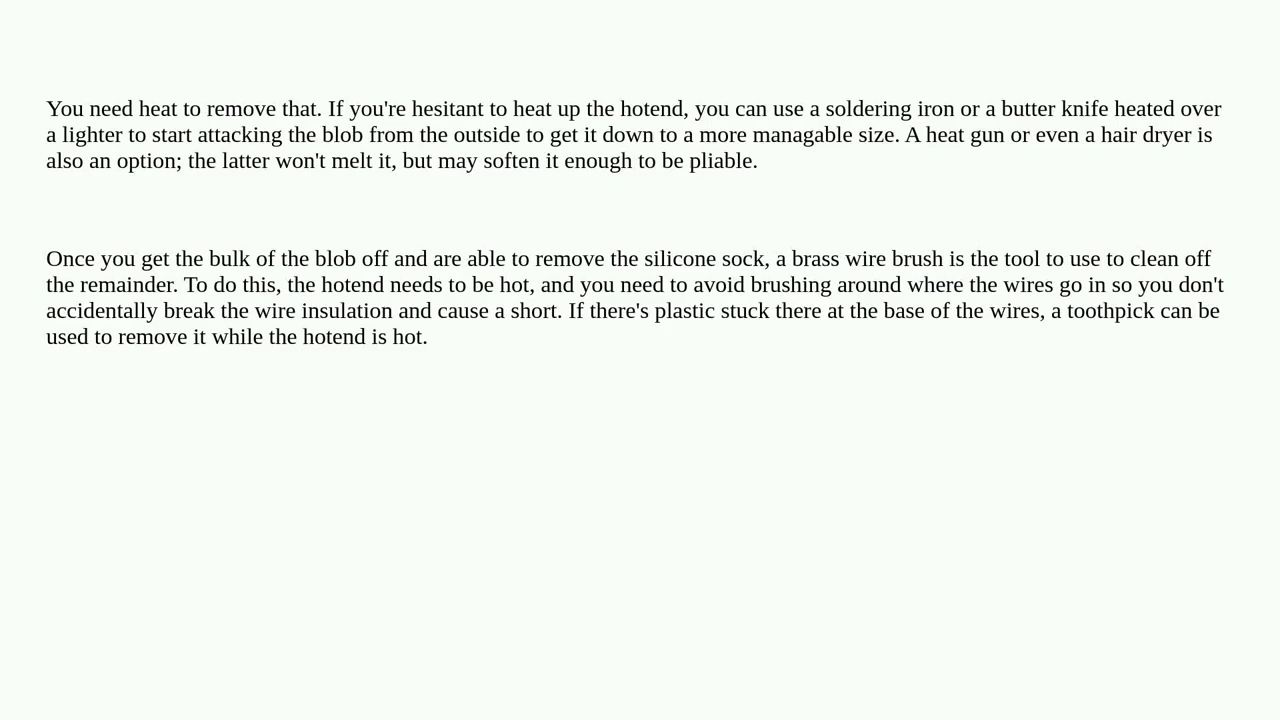 You need heat to remove that. If you're hesitant to heat up the hotend, you can use a soldering iron or a butter knife heated over
a lighter to start attacking the blob from the outside to get it down to a more managable size. A heat gun or even a hair dryer is
also an option; the latter won't melt it, but may soften it enough to be pliable.
Once you get the bulk of the blob off and are able to remove the silicone sock, a brass wire brush is the tool to use to clean off
the remainder. To do this, the hotend needs to be hot, and you need to avoid brushing around where the wires go in so you don't
accidentally break the wire insulation and cause a short. If there's plastic stuck there at the base of the wires, a toothpick can be
used to remove it while the hotend is hot.